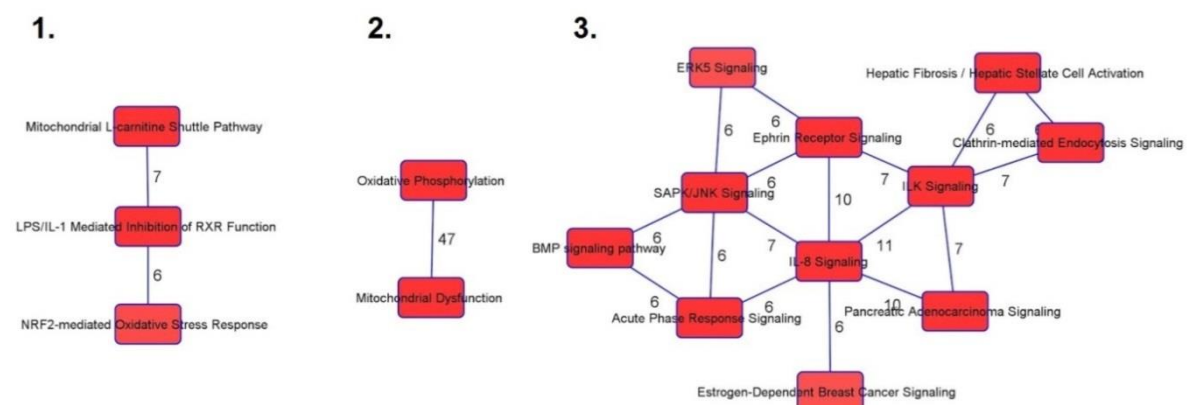 1.
Mitochondrial L-carnitine Shuttle Pathway
7
LPS/IL-1 Mediated Inhibition of RXR Function
6
NRF2-mediated Oxidative Stress Response
2.
Oxidative Phosphorylation
47
Mitochondrial Dysfunction
3.
ERK5 Signaling
Hepatic Fibrosis / Hepatic Stellate Cell Activation
6
6
Ephrin Receptor Signaling
6
6
Clathrin-mediated Endocytosis Signaling
6
7
7
SAPK/JNK Signaling
ILK Signaling
10
BMP signaling pathway
6
6
7
11
7
IL-8 Signaling
6
Acute Phase Response Signaling
6
10
Pancreatic Adenocarcinoma Signaling
6
Estrogen-Dependent Breast Cancer Signaling